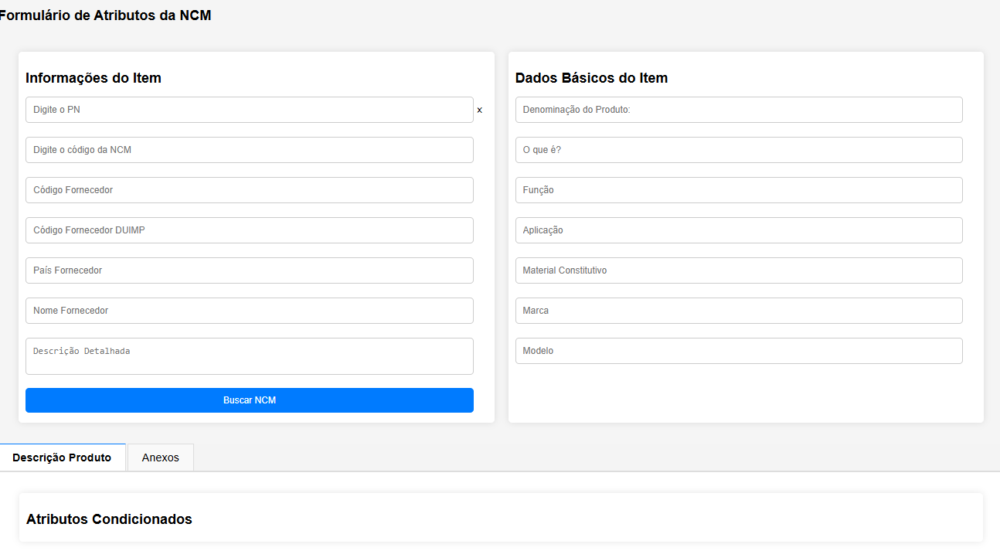 Formulário de Atributos da NCM
Informações do Item
Digite o PN
x
Digite o código da NCM
Código Fornecedor
Código Fornecedor DUIMP
País Fornecedor
Nome Fornecedor
Descrição Detalhada
Buscar NCM
Dados Básicos do Item
Denominação do Produto:
O que é?
Função
Aplicação
Material Constitutivo
Marca
Modelo
Descrição Produto
Anexos
Atributos Condicionados